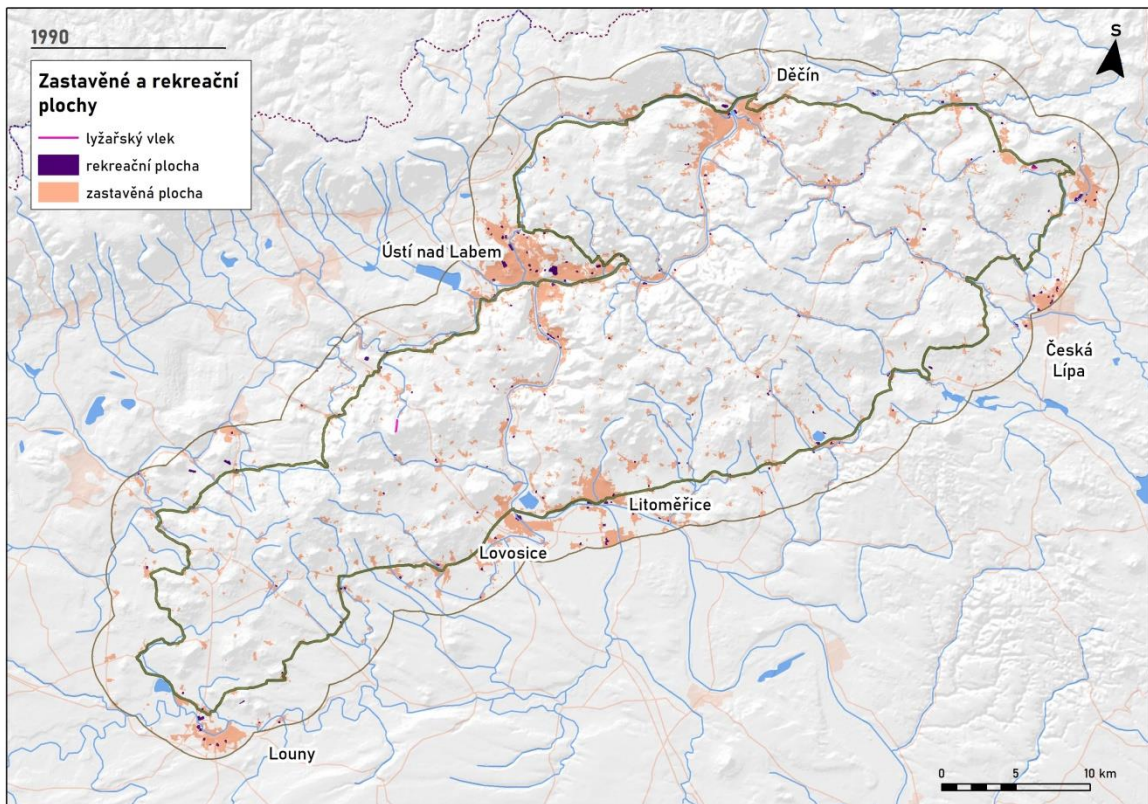 1990
Zastavěné a rekreační
plochy
lyžařský vlek
rekreační plocha
zastavěná plocha
S
Děčín
Ústí nad Labem
Česká
Lípa
Litoměřice
Lovosice
Louny
0 5 10 km